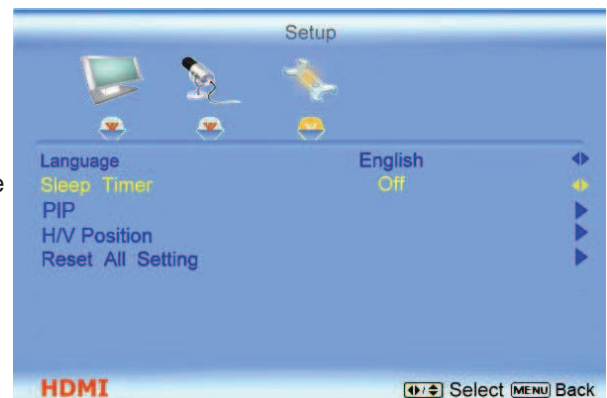 Setup
Language English
e
Sleep Timer Off
PIP
H/V Position
Reset All Setting
HDMI Select MENU Back